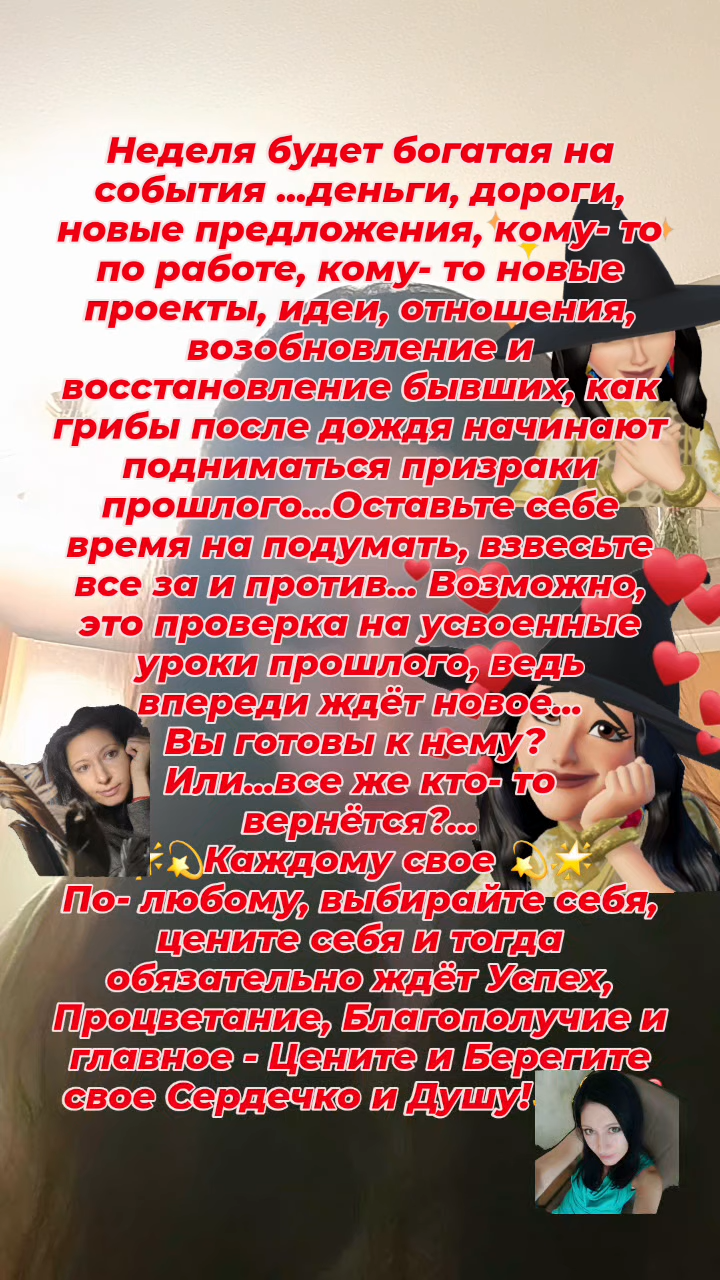 Неделя будет богатая на
события ...деньги, дороги,
новые предложения, кому- то
по работе, кому- то новые
проекты, идеи, отношения,
возобновление и
восстановление бывших, как
грибы после дождя начинают
подниматься призраки
прошлого...Оставьте себе
время на подумать, взвесьте
все за и против... Возможно,
это проверка на усвоенные
уроки прошлого, ведь
впереди ждёт новое...
Вы готовы к нему?
Или...все же кто- то
вернётся?...
🌟💫Каждому свое 💫🌟
По- любому, выбирайте себя,
цените себя и тогда
обязательно ждёт Успех,
Процветание, Благополучие и
главное - Цените и Берегите
свое Сердечко и Душу!